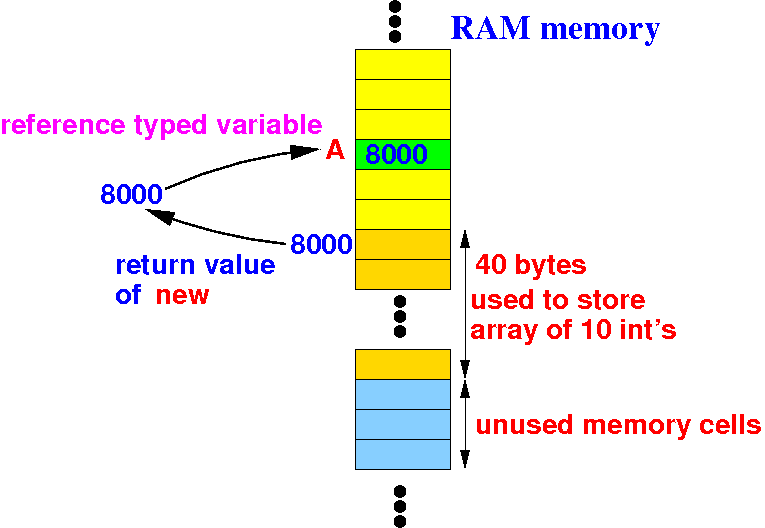 RAM memory
reference typed variable
A
8000
8000
8000
return value
of new
40 bytes
used to store
array of 10 int's
unused memory cells